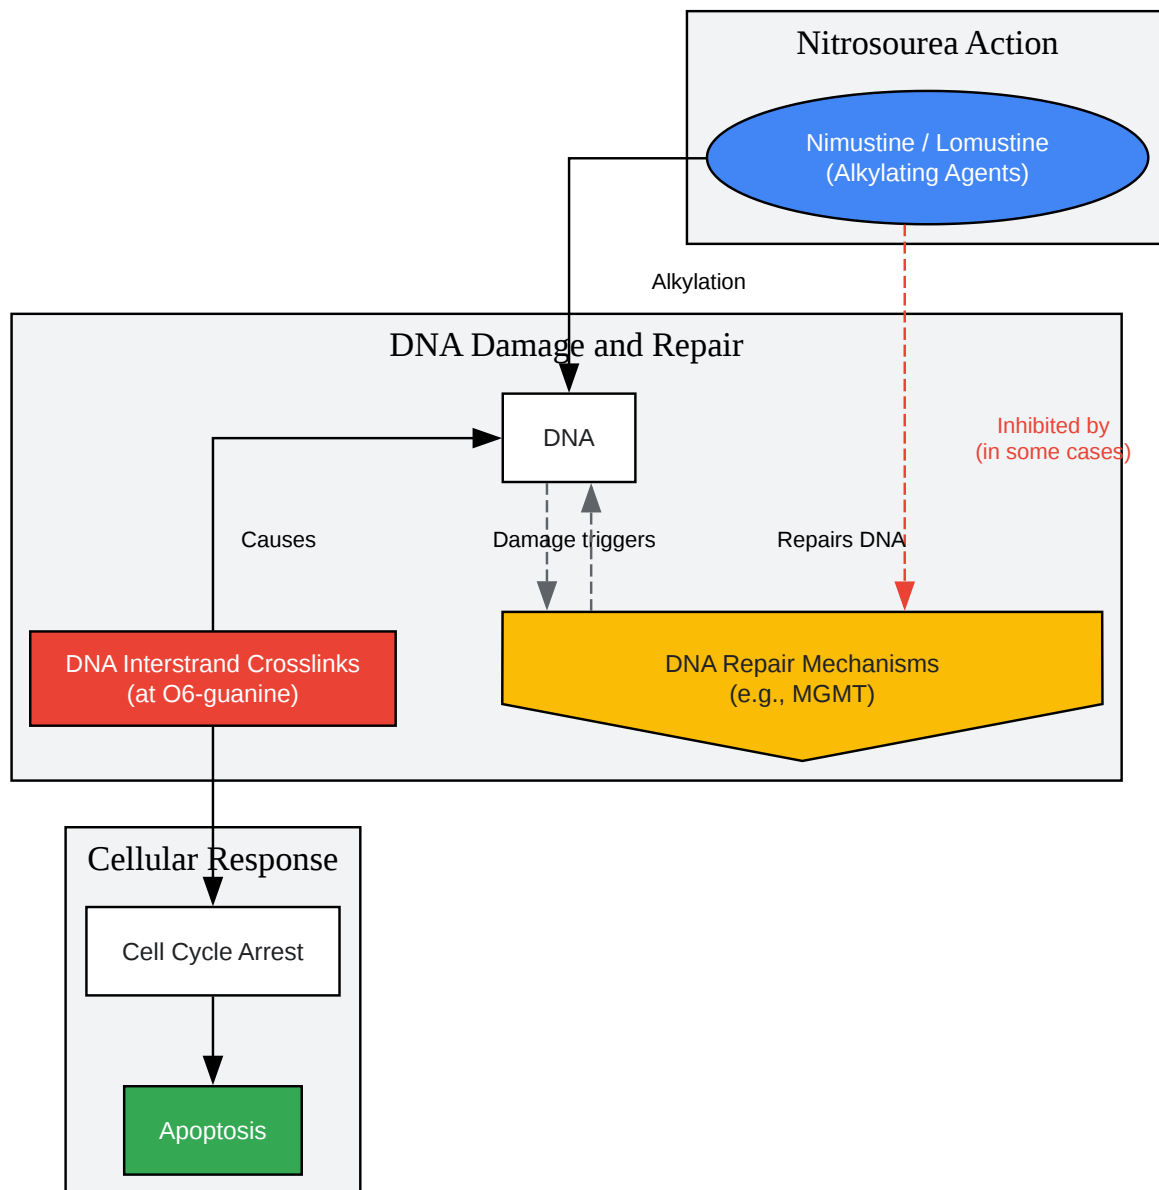 Nitrosourea Action
Nimustine / Lomustine
(Alkylating Agents)
Alkylation
DNA Damage and Repair
DNA
Inhibited by
(in some cases)
Causes
Damage triggers
Repairs DNA
DNA Interstrand Crosslinks
(at O6-guanine)
DNA Repair Mechanisms
(e.g., MGMT)
Cellular Response
Cell Cycle Arrest
Apoptosis